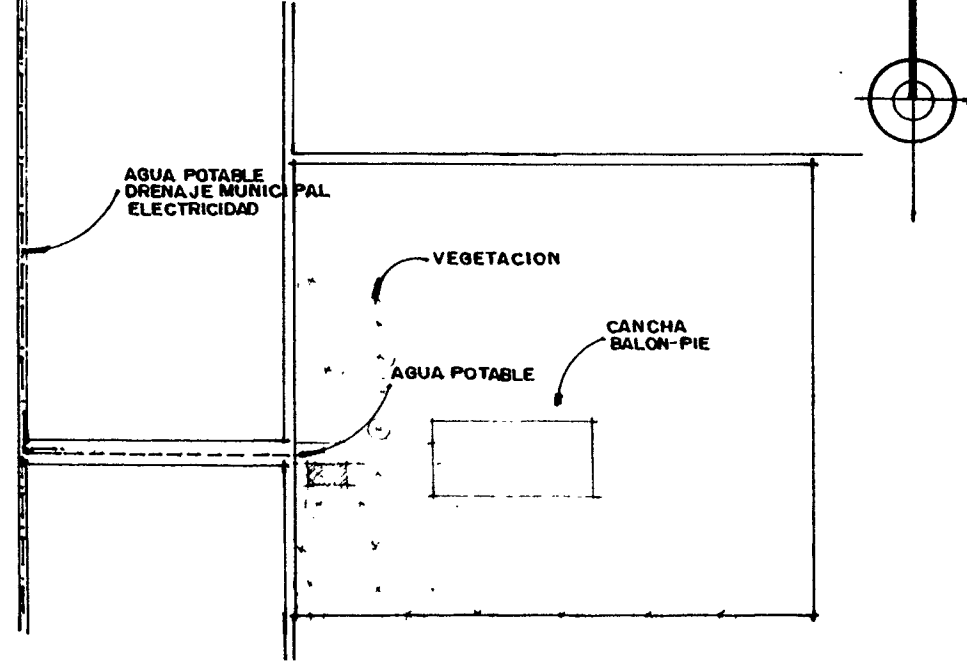 AGUA POTABLE
DRENAJE MUNICIPAL
ELECTRICIDAD
VEGETACION
CANCHA
BALON-PIE
AGUA POTABLE